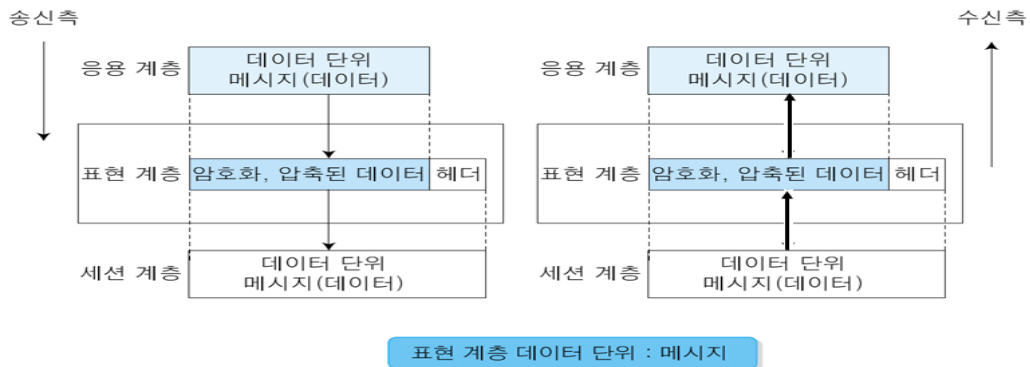 송신측
수신측
응용 계층
데이터 단위
메시지(데이터)
표현 계층
암호화, 압축된 데이터
헤더
세션 계층
데이터 단위
메시지(데이터)
응용 계층
데이터 단위
메시지(데이터)
표현 계층
암호화, 압축된 데이터
헤더
세션 계층
데이터 단위
메시지(데이터)
표현 계층 데이터 단위 : 메시지